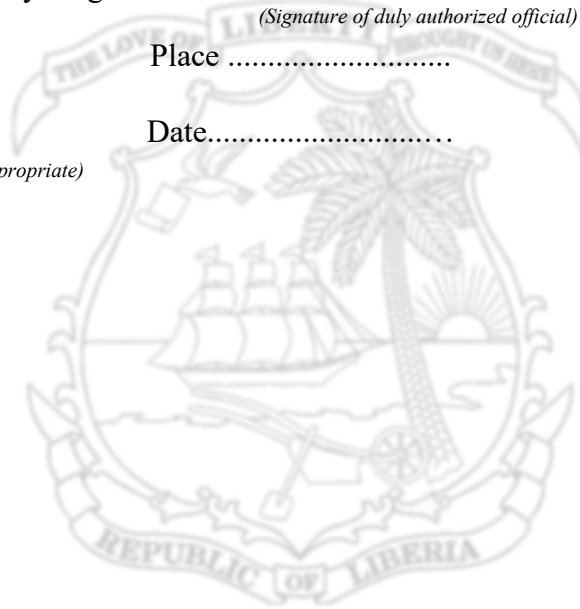 (Signature of duly authorized official)
THE LOVE OF LIBERTY BROUGHT US HERE
Place ...........................
Date..............................
propriate)
REPUBLIC OF LIBERIA